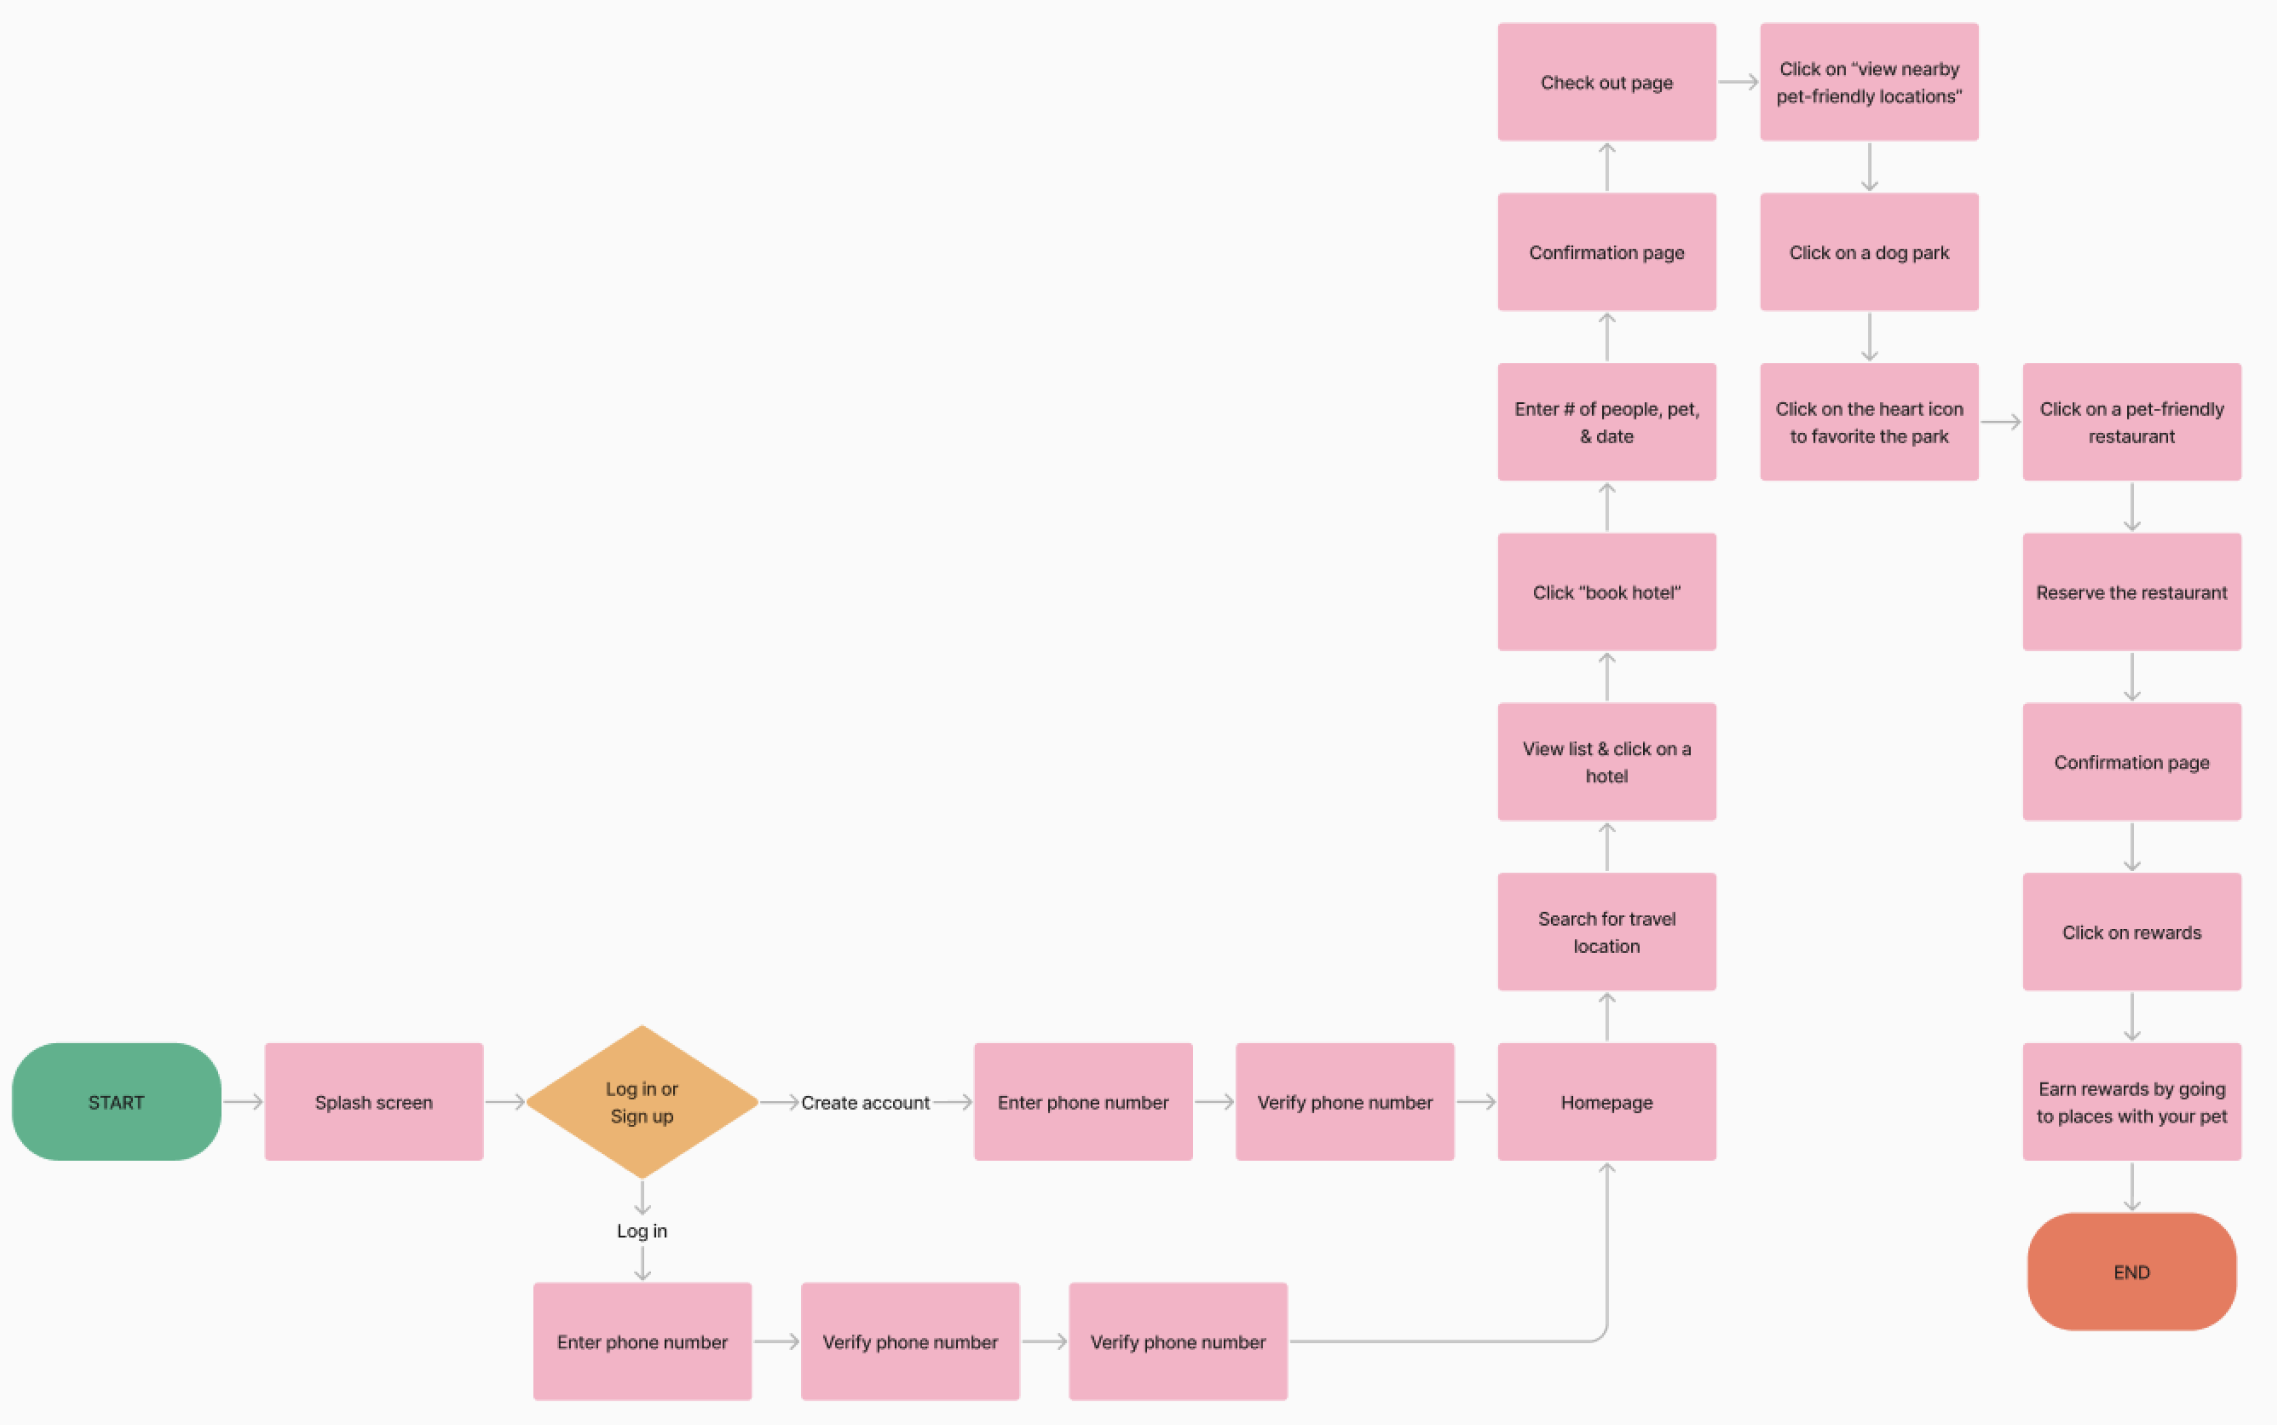 START
Splash screen
Log in or
Sign up
Create account
Enter phone number
Verify phone number
Homepage
Log in
Enter phone number
Verify phone number
Verify phone number
Search for travel
location
View list & click on a
hotel
Click “book hotel”
Enter # of people, pet,
& date
Confirmation page
Check out page
Click on “view nearby
pet-friendly locations”
Click on a dog park
Click on the heart icon
to favorite the park
Click on a pet-friendly
restaurant
Reserve the restaurant
Confirmation page
Click on rewards
Earn rewards by going
to places with your pet
END